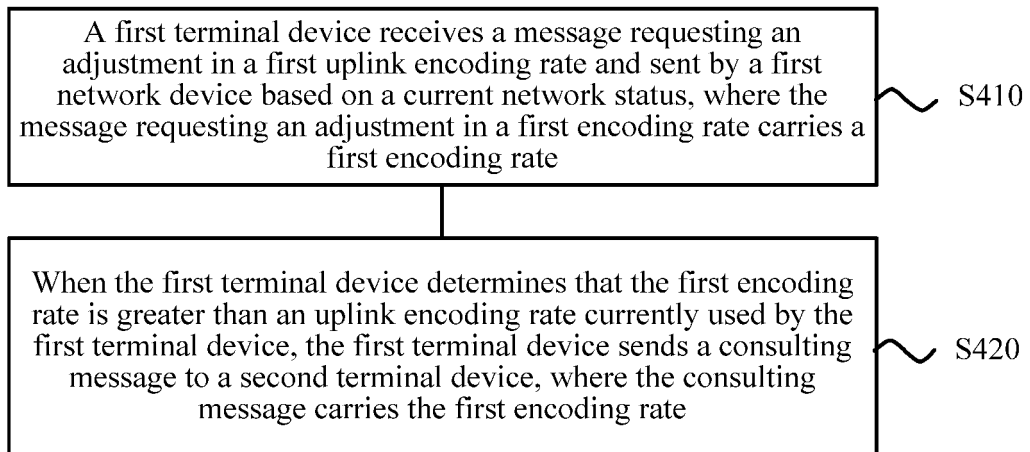 A first terminal device receives a message requesting an
adjustment in a first uplink encoding rate and sent by a first
network device based on a current network status, where the
message requesting an adjustment in a first encoding rate carries a
first encoding rate
S410
When the first terminal device determines that the first encoding
rate is greater than an uplink encoding rate currently used by the
first terminal device, the first terminal device sends a consulting
message to a second terminal device, where the consulting
message carries the first encoding rate
S420